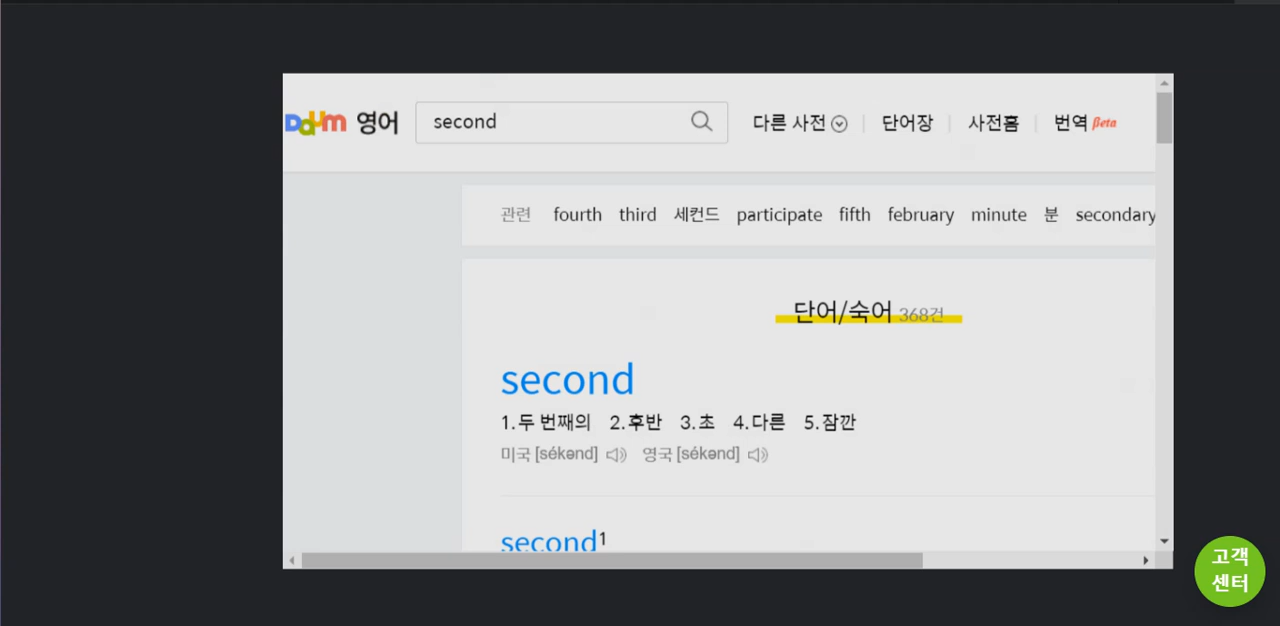 Daum 영어 second 다른 사전 단어장 사전홈 번역 Beta
관련 fourth third 세컨드 participate fifth february minute 분 secondary
단어/숙어 368건
second
1.두 번째의 2.후반 3.초 4.다른 5.잠깐
미국 [sékənd] 영국 [sékənd]
second1
고객
센터